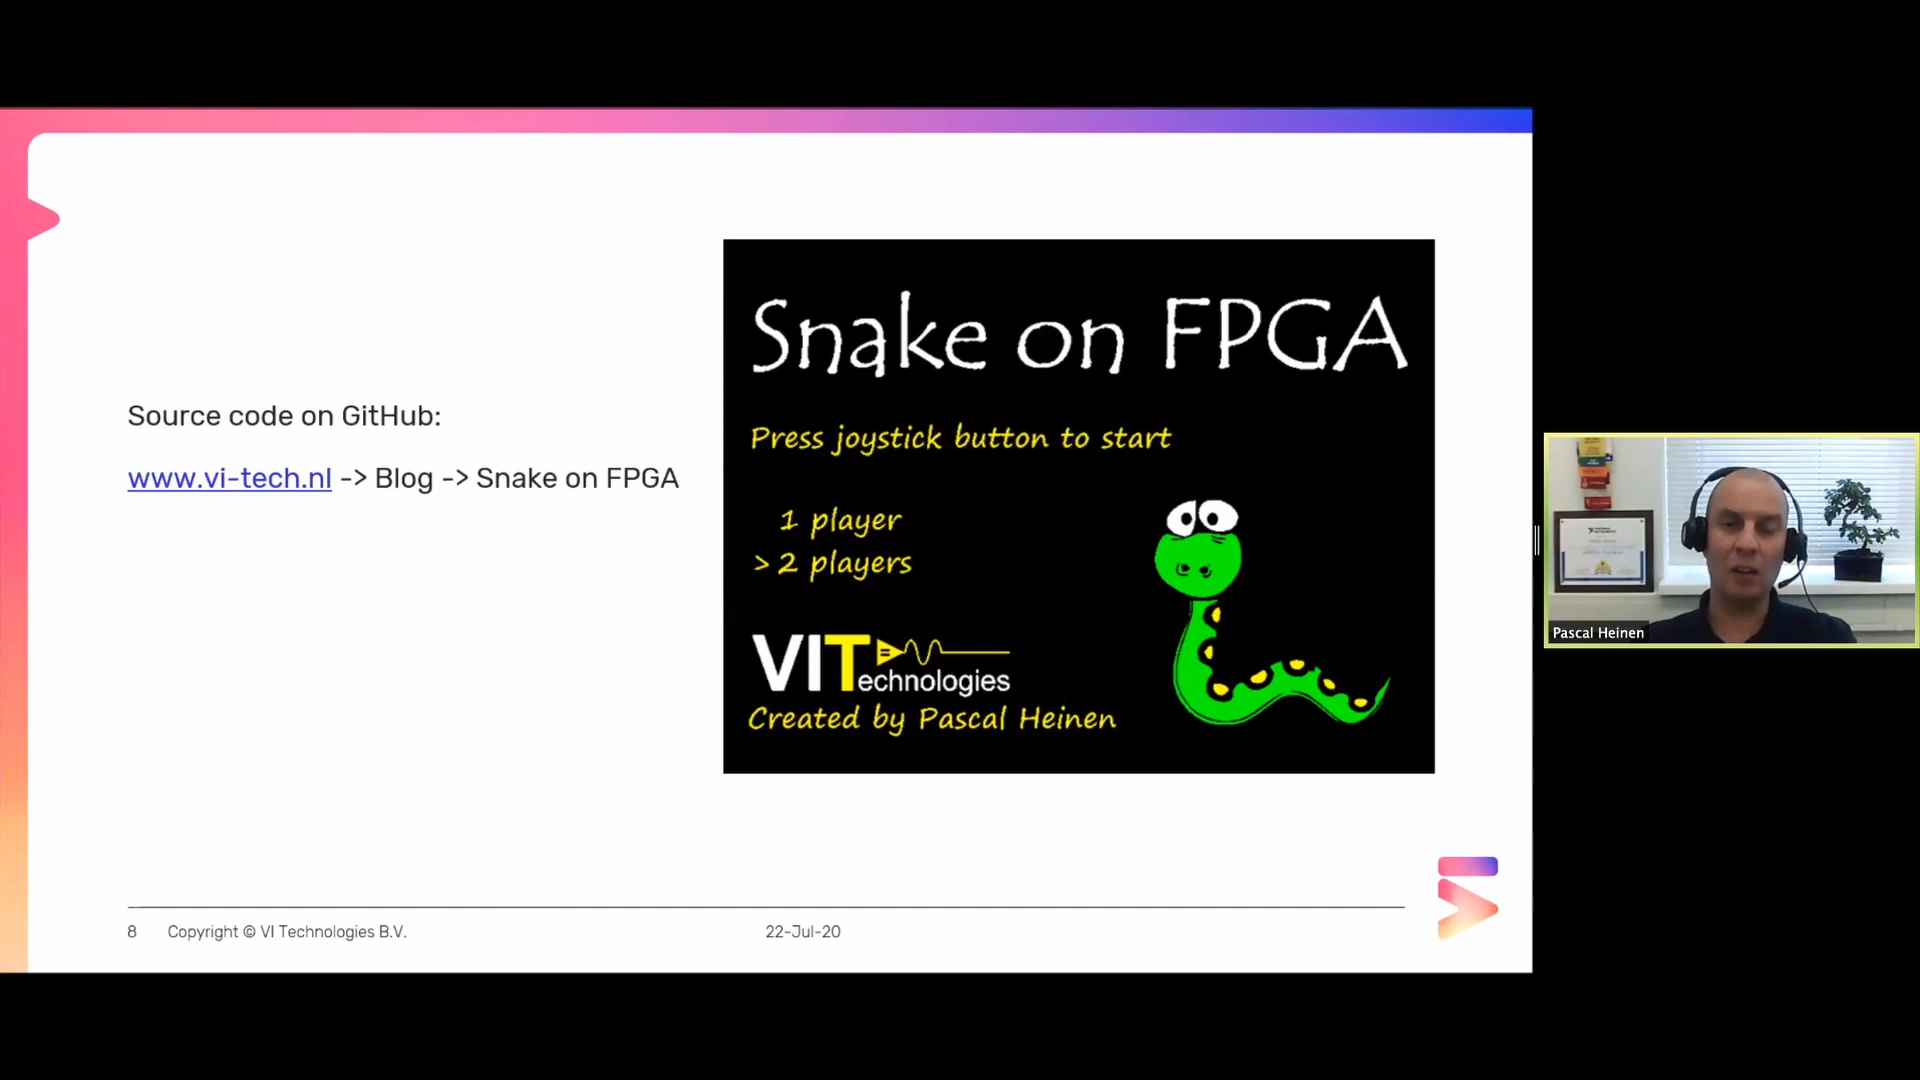 Source code on GitHub:
www.vi-tech.nl -> Blog -> Snake on FPGA
Snake on FPGA
Press joystick button to start
1 player
> 2 players
VITechnologies
Created by Pascal Heinen
8 Copyright © VI Technologies B.V. 22-Jul-20
Pascal Heinen